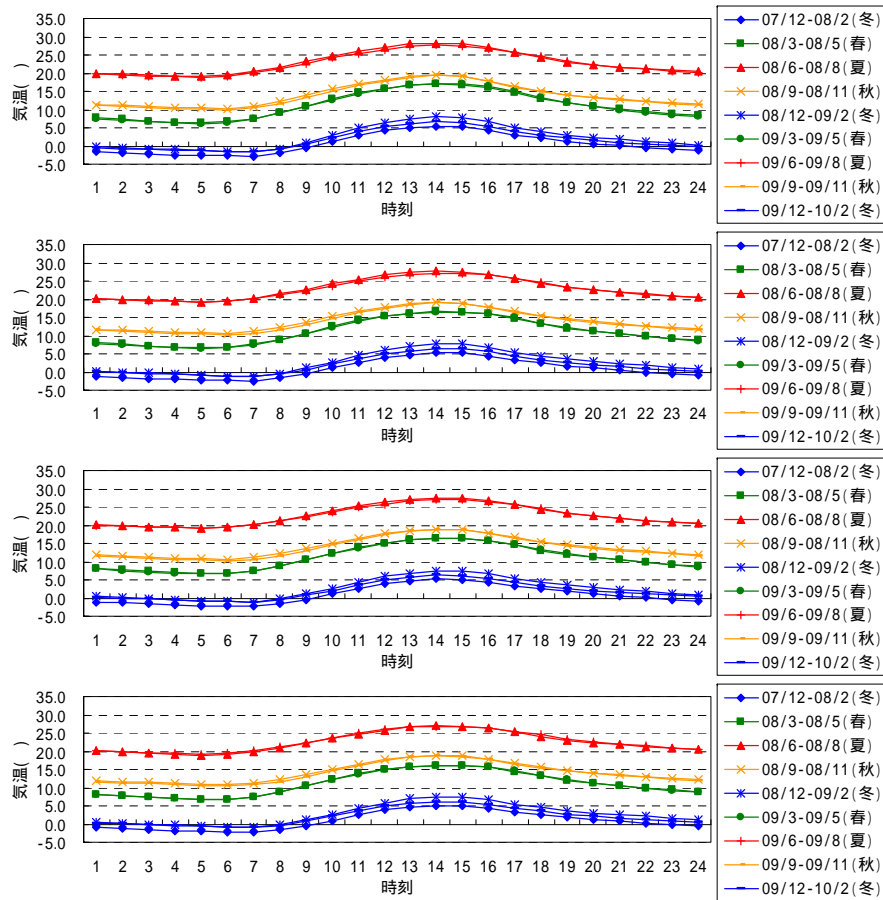 35.0
30.0
25.0
20.0
15.0
10.0
5.0
0.0
-5.0
気温( )
1 2 3 4 5 6 7 8 9 10 11 12 13 14 15 16 17 18 19 20 21 22 23 24
時刻
07/12-08/2(冬)
08/3-08/5(春)
08/6-08/8(夏)
08/9-08/11(秋)
08/12-09/2(冬)
09/3-09/5(春)
09/6-09/8(夏)
09/9-09/11(秋)
09/12-10/2(冬)
35.0
30.0
25.0
20.0
15.0
10.0
5.0
0.0
-5.0
気温( )
1 2 3 4 5 6 7 8 9 10 11 12 13 14 15 16 17 18 19 20 21 22 23 24
時刻
07/12-08/2(冬)
08/3-08/5(春)
08/6-08/8(夏)
08/9-08/11(秋)
08/12-09/2(冬)
09/3-09/5(春)
09/6-09/8(夏)
09/9-09/11(秋)
09/12-10/2(冬)
35.0
30.0
25.0
20.0
15.0
10.0
5.0
0.0
-5.0
気温( )
1 2 3 4 5 6 7 8 9 10 11 12 13 14 15 16 17 18 19 20 21 22 23 24
時刻
07/12-08/2(冬)
08/3-08/5(春)
08/6-08/8(夏)
08/9-08/11(秋)
08/12-09/2(冬)
09/3-09/5(春)
09/6-09/8(夏)
09/9-09/11(秋)
09/12-10/2(冬)
35.0
30.0
25.0
20.0
15.0
10.0
5.0
0.0
-5.0
気温( )
1 2 3 4 5 6 7 8 9 10 11 12 13 14 15 16 17 18 19 20 21 22 23 24
時刻
07/12-08/2(冬)
08/3-08/5(春)
08/6-08/8(夏)
08/9-08/11(秋)
08/12-09/2(冬)
09/3-09/5(春)
09/6-09/8(夏)
09/9-09/11(秋)
09/12-10/2(冬)